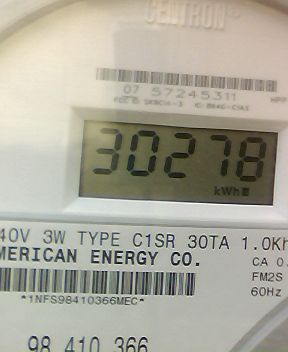 CENTRON®
07 57245311
30278
kWh
40V 3W TYPE C1SR 30TA 1.0Kh
MERICAN ENERGY CO.
CA 0.
FM2S
*1NFS98410366MEC*
60Hz
98 410 366